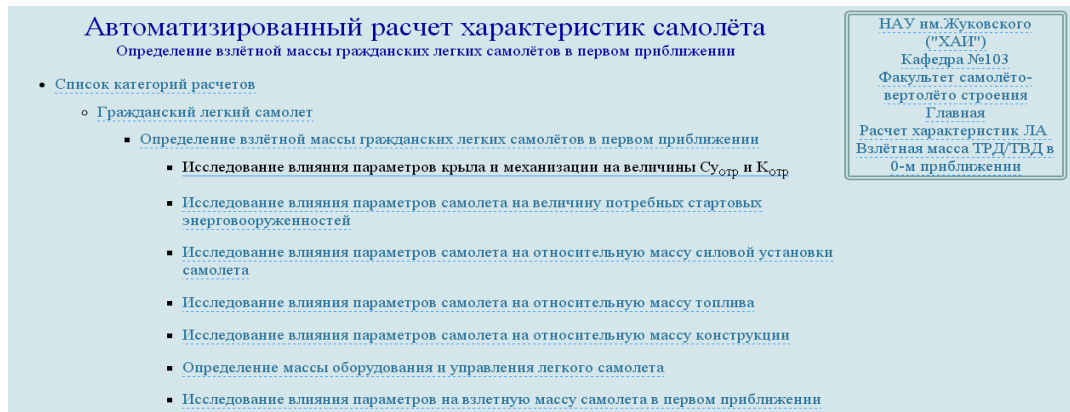 Автоматизированный расчет характеристик самолёта
Определение взлётной массы гражданских легких самолётов в первом приближении
Список категорий расчетов
Гражданский легкий самолет
Определение взлётной массы гражданских легких самолётов в первом приближении
Исследование влияния параметров крыла и механизации на величины Cyотр и Kотр
Исследование влияния параметров самолета на величину потребных стартовых
энерговооруженностей
Исследование влияния параметров самолета на относительную массу силовой установки
самолета
Исследование влияния параметров самолета на относительную массу топлива
Исследование влияния параметров самолета на относительную массу конструкции
Определение массы оборудования и управления легкого самолета
Исследование влияния параметров на взлетную массу самолета в первом приближении
НАУ им.Жуковского
("ХАИ")
Кафедра №103
Факультет самолёто-
вертолёто строения
Главная
Расчет характеристик ЛА
Взлётная масса ТРД/ТВД в
0-м приближении